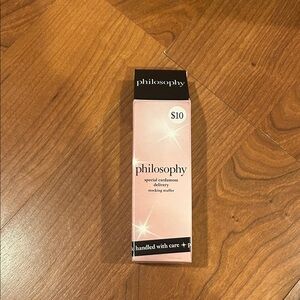 philosophy
$10
philosophy
special cardamom
delivery
stocking stuffer
handled with care